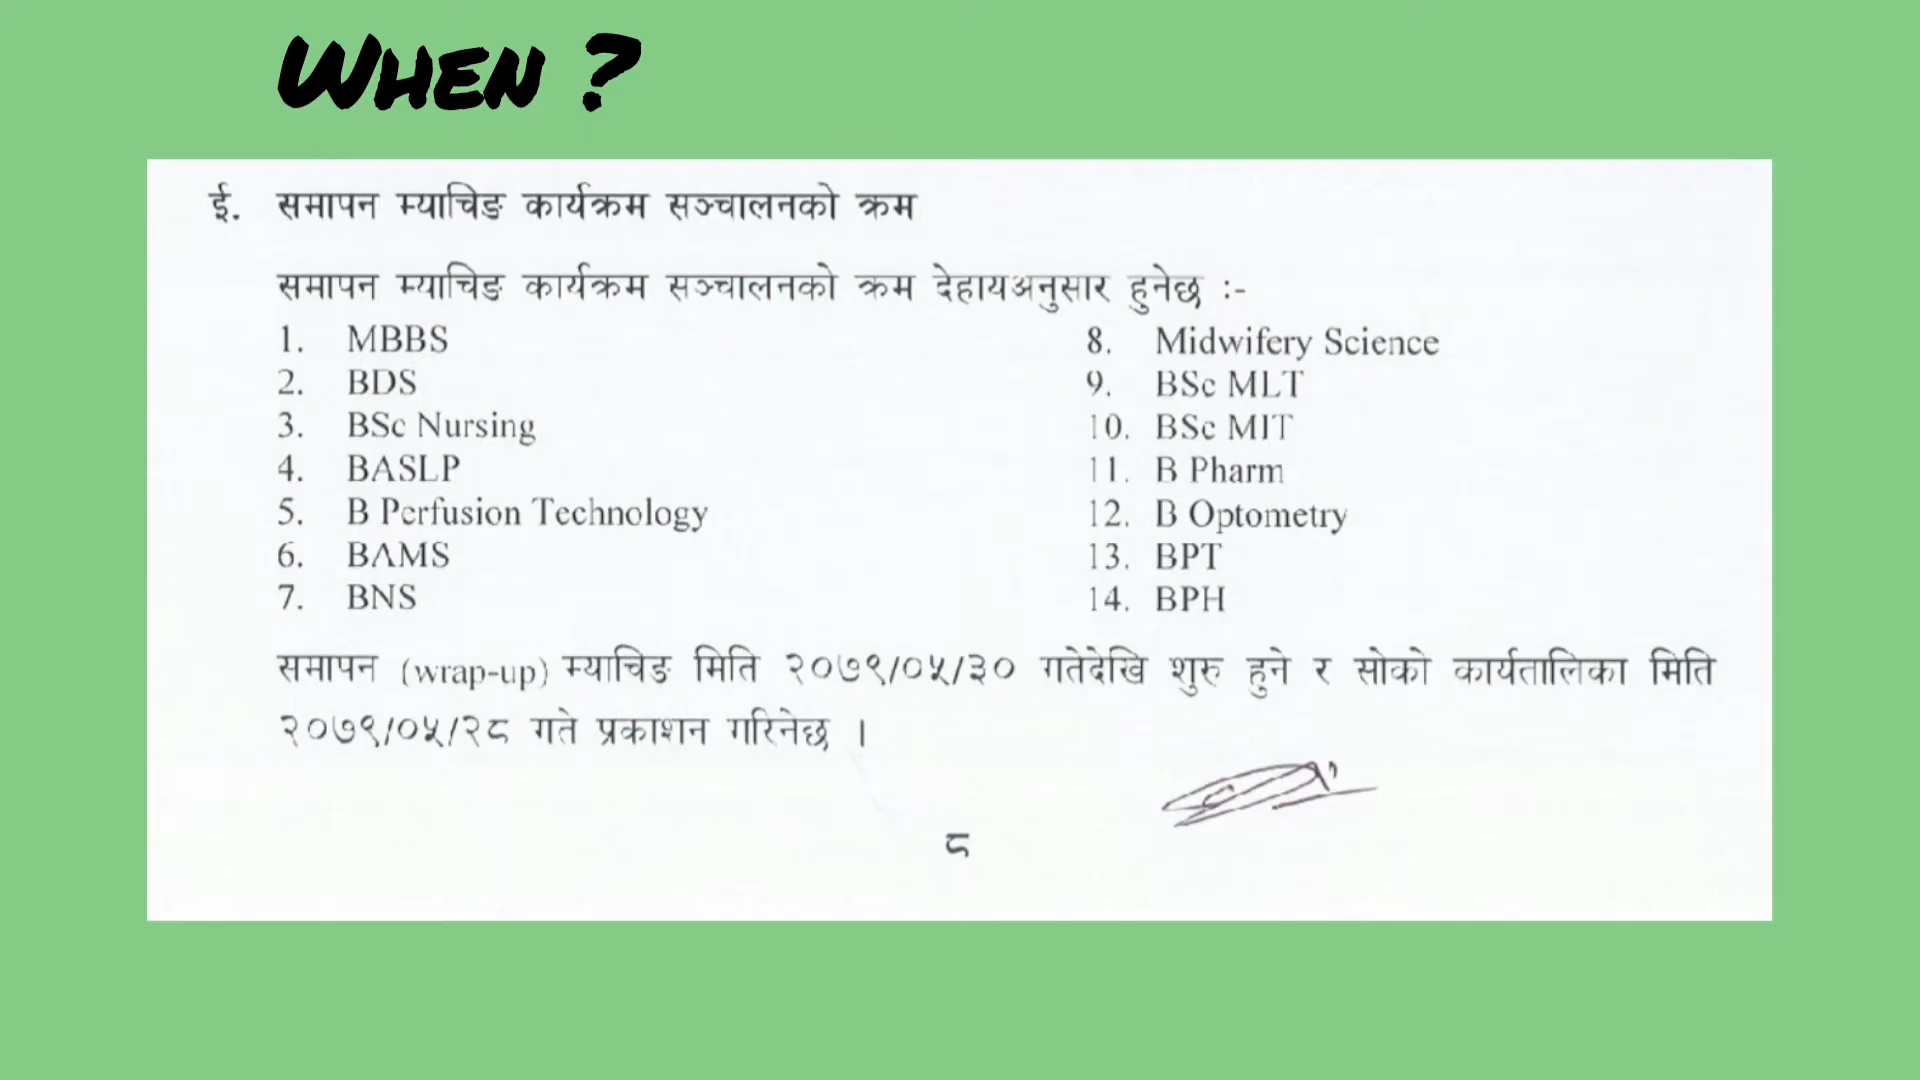 WHEN ?
ई. समापन म्याचिङ कार्यक्रम सञ्चालनको क्रम
समापन म्याचिङ कार्यक्रम सञ्चालनको क्रम देहायअनुसार हुनेछ :-
1. MBBS
2. BDS
3. BSc Nursing
4. BASLP
5. B Perfusion Technology
6. BAMS
7. BNS
8. Midwifery Science
9. BSc MLT
10. BSc MIT
11. B Pharm
12. B Optometry
13. BPT
14. BPH
समापन (wrap-up) म्याचिङ मिति २०७९/०५/३० गतेदेखि शुरु हुने र सोको कार्यतालिका मिति
२०७९/०५/२८ गते प्रकाशन गरिनेछ ।
८